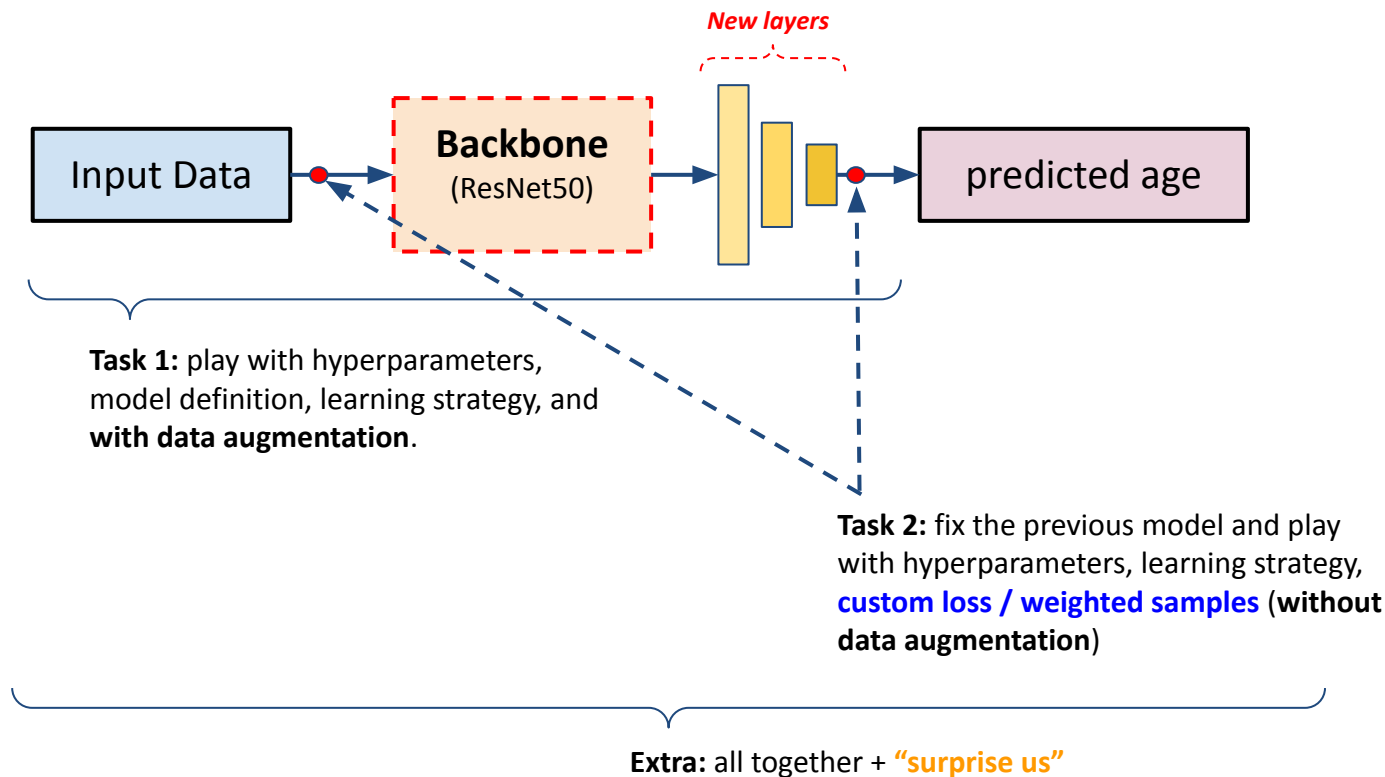 New layers
Input Data
Backbone
(ResNet50)
predicted age
Task 1: play with hyperparameters,
model definition, learning strategy, and
with data augmentation.
Task 2: fix the previous model and play
with hyperparameters, learning strategy,
custom loss / weighted samples (without
data augmentation)
Extra: all together + “surprise us”